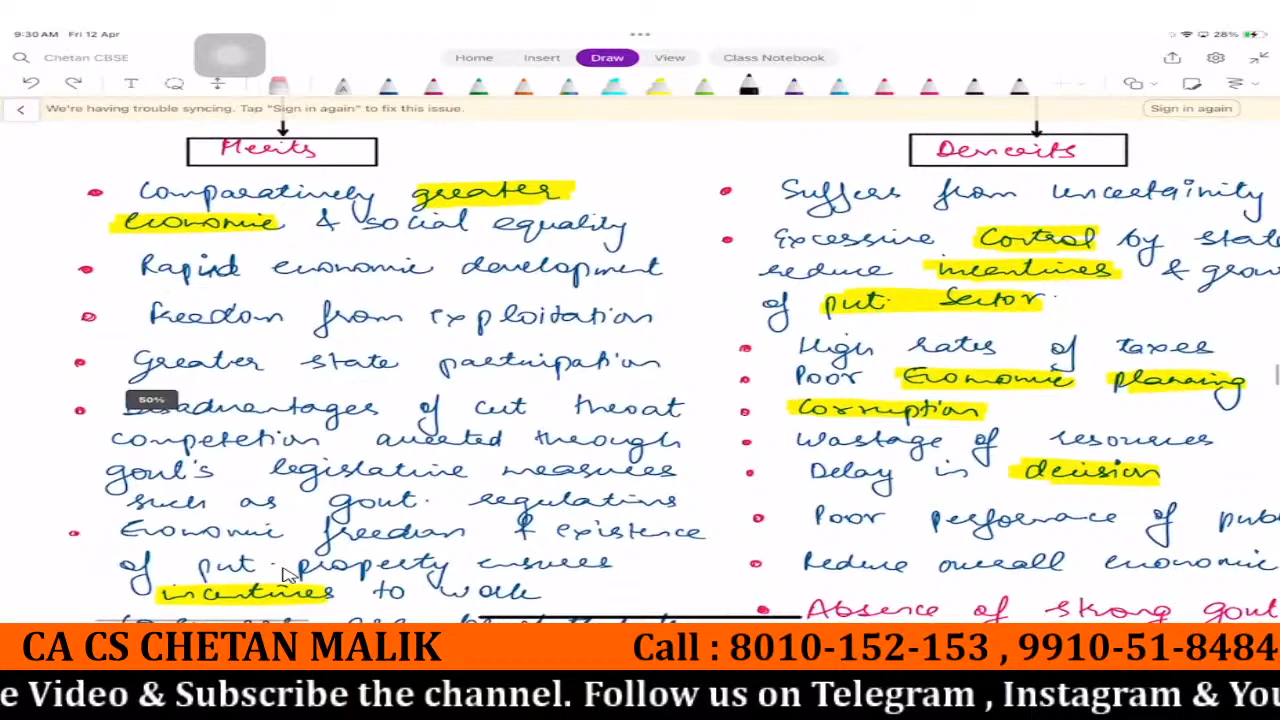 9:30 AM Fri 12 Apr
28%
Chetan CBSE
Home Insert Draw View Class Notebook
We're having trouble syncing. Tap "Sign in again" to fix this issue.
Sign in again
Merits
• Comparatively greater
economic & social equality
• Rapid economic development
• Freedom from exploitation
• Greater state participation
50%
• Disadvantages of cut throat
competetion averted through
govt's legislative measures
such as govt. regulations
• Economic freedom & existence
of pvt. property ensures
incentives to work
Demerits
• Suffers from uncertainity
• Excessive Control by state
reduce incentives & grow
of pvt. Sector.
• High rates of taxes
• Poor Economic planning
• Corruption
• Wastage of resources
• Delay in decision
• Poor performance of pub
• Reduce overall economic
• Absence of strong govt
CA CS CHETAN MALIK Call : 8010-152-153 , 9910-51-8484
e Video & Subscribe the channel. Follow us on Telegram , Instagram & You